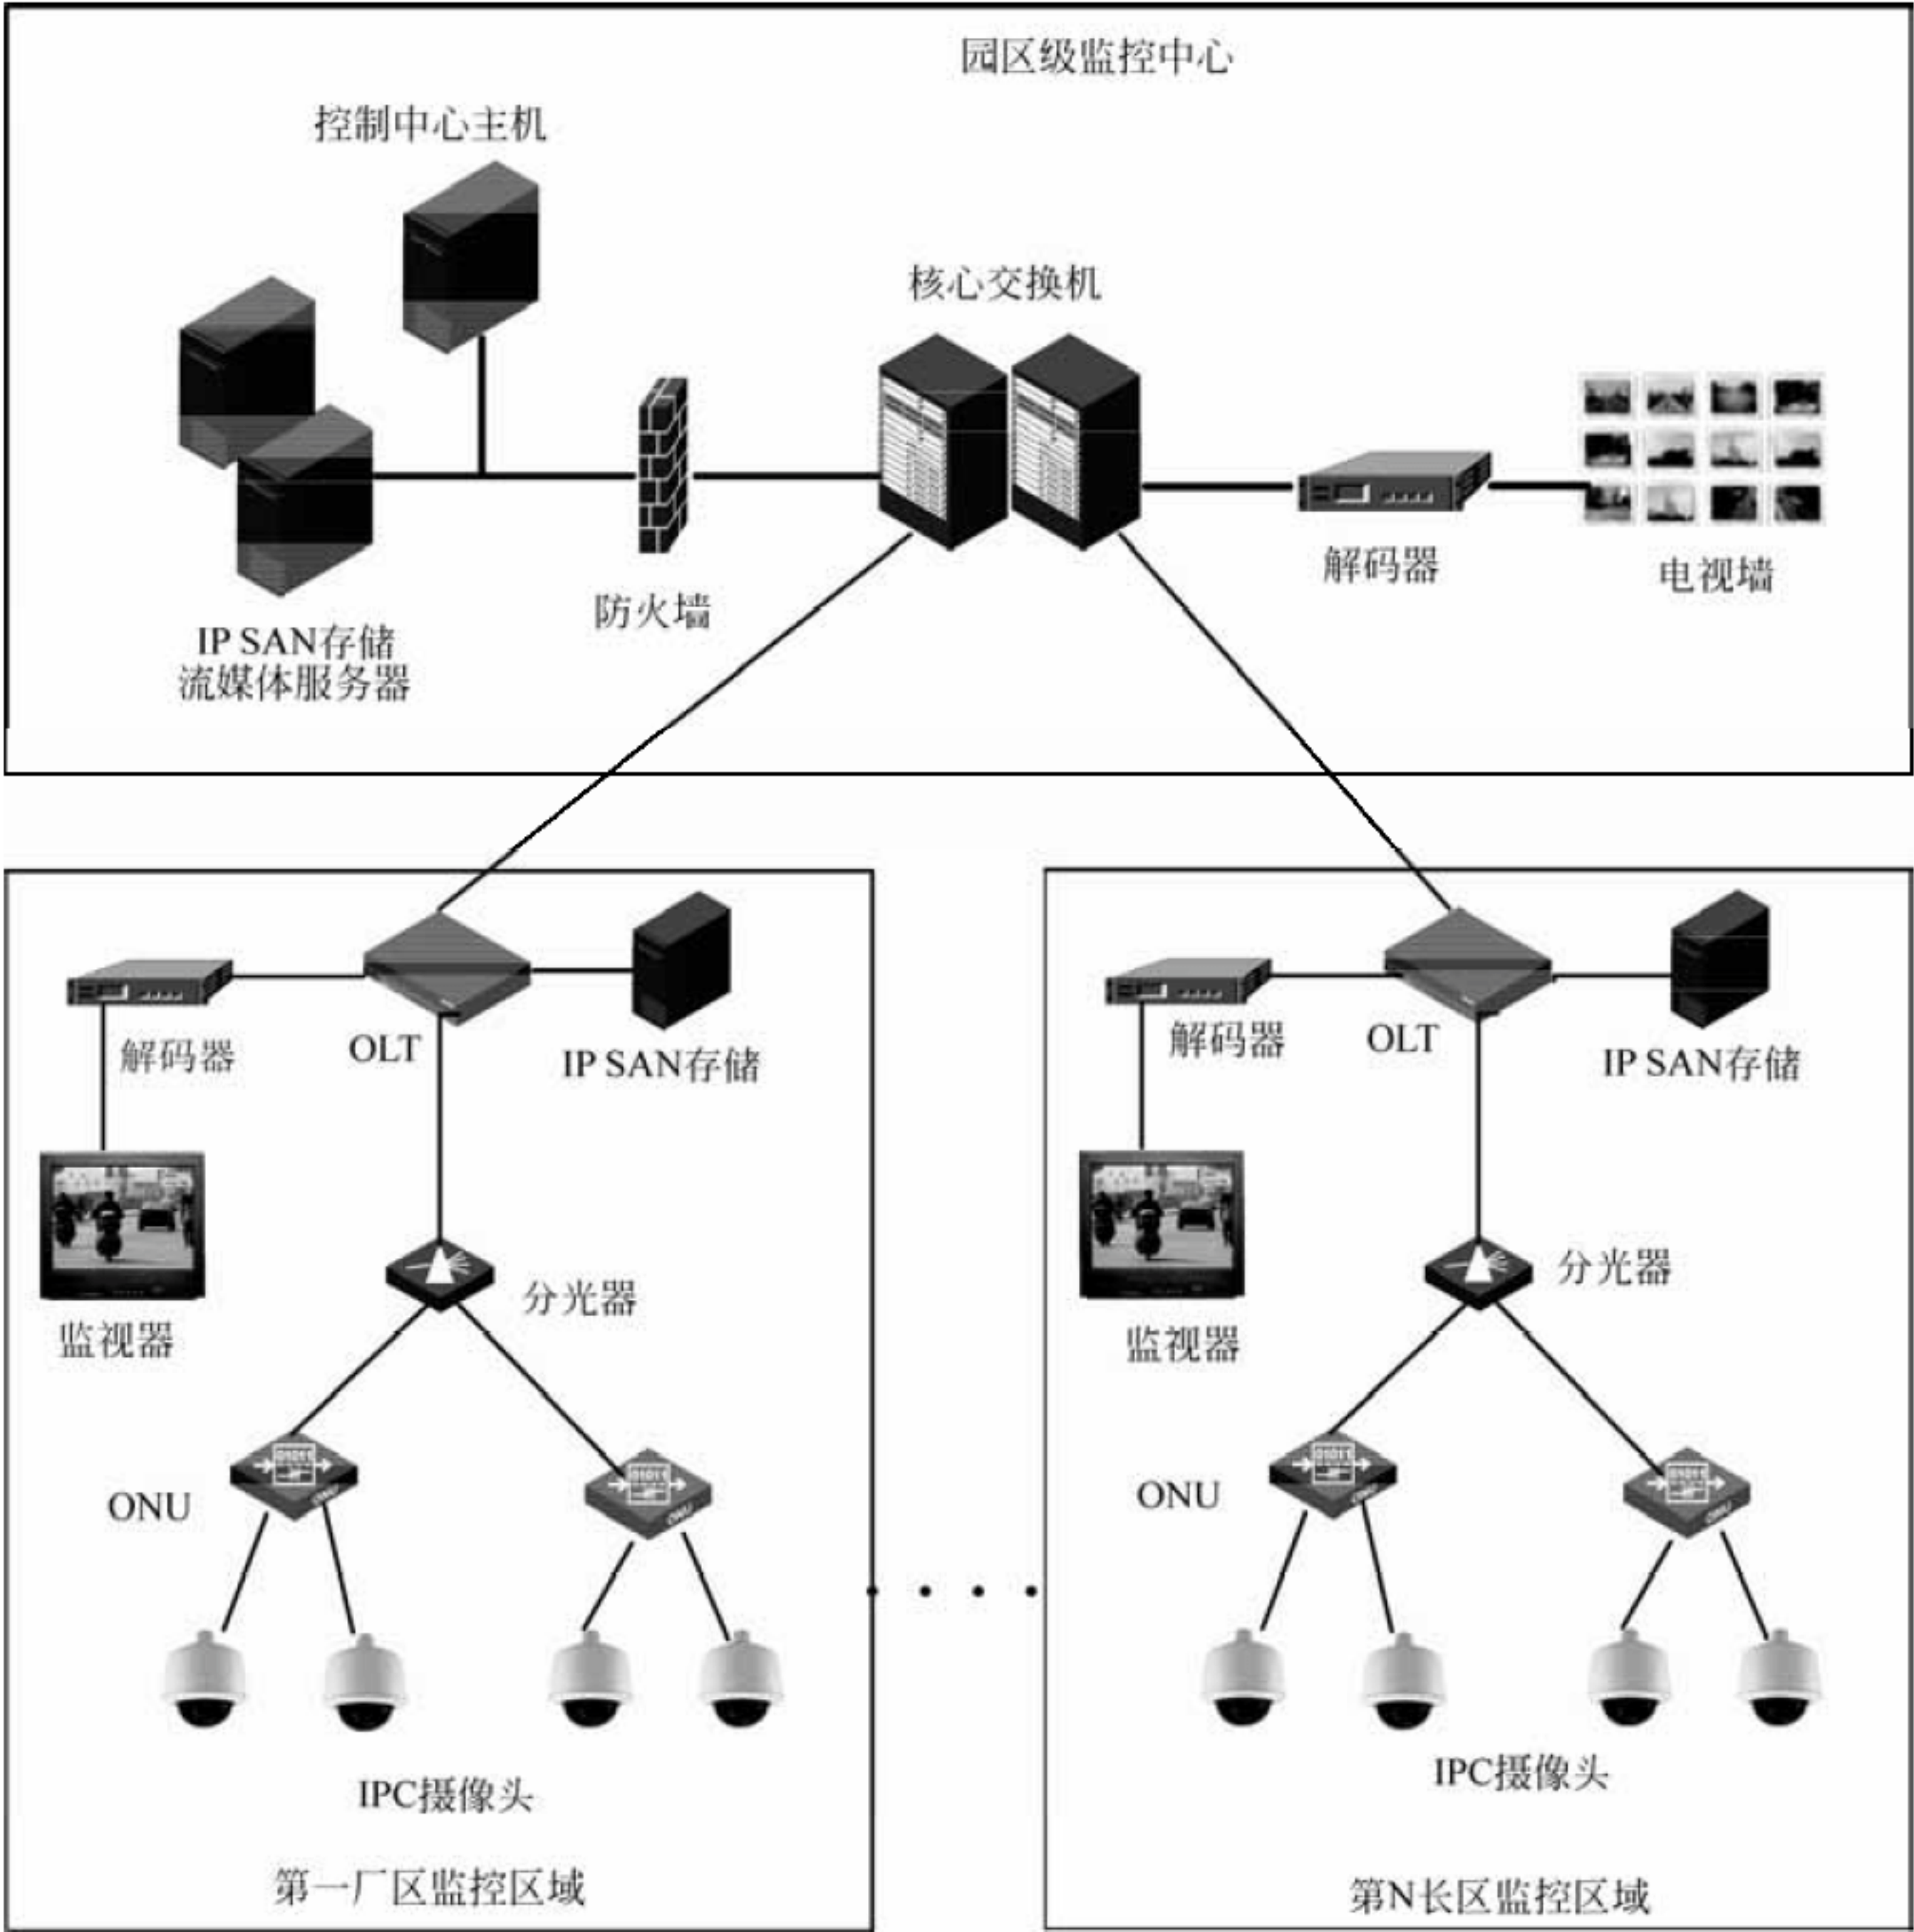 园区级监控中心
控制中心主机
核心交换机
解码器
电视墙
防火墙
IP SAN存储
流媒体服务器
解码器
OLT
IP SAN存储
监视器
分光器
ONU
ONU
ONU
IPC摄像头
第一厂区监控区域
解码器
OLT
IP SAN存储
监视器
分光器
ONU
ONU
ONU
IPC摄像头
第N长区监控区域